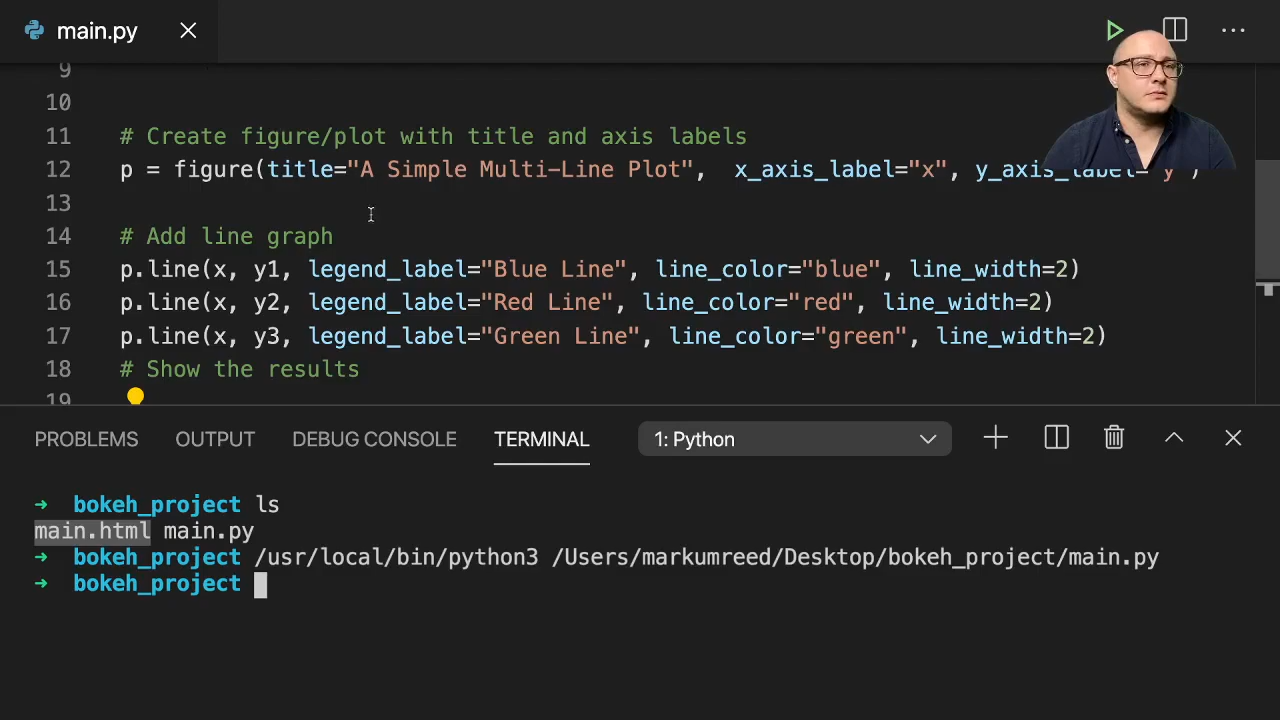 main.py
9
10
11 # Create figure/plot with title and axis labels
12 p = figure(title="A Simple Multi-Line Plot",  x_axis_label="x", y_axis_label="y")
13
14 # Add line graph
15 p.line(x, y1, legend_label="Blue Line", line_color="blue", line_width=2)
16 p.line(x, y2, legend_label="Red Line", line_color="red", line_width=2)
17 p.line(x, y3, legend_label="Green Line", line_color="green", line_width=2)
18 # Show the results
19
PROBLEMS OUTPUT DEBUG CONSOLE TERMINAL 1: Python
→ bokeh_project ls
main.html main.py
→ bokeh_project /usr/local/bin/python3 /Users/markumreed/Desktop/bokeh_project/main.py
→ bokeh_project